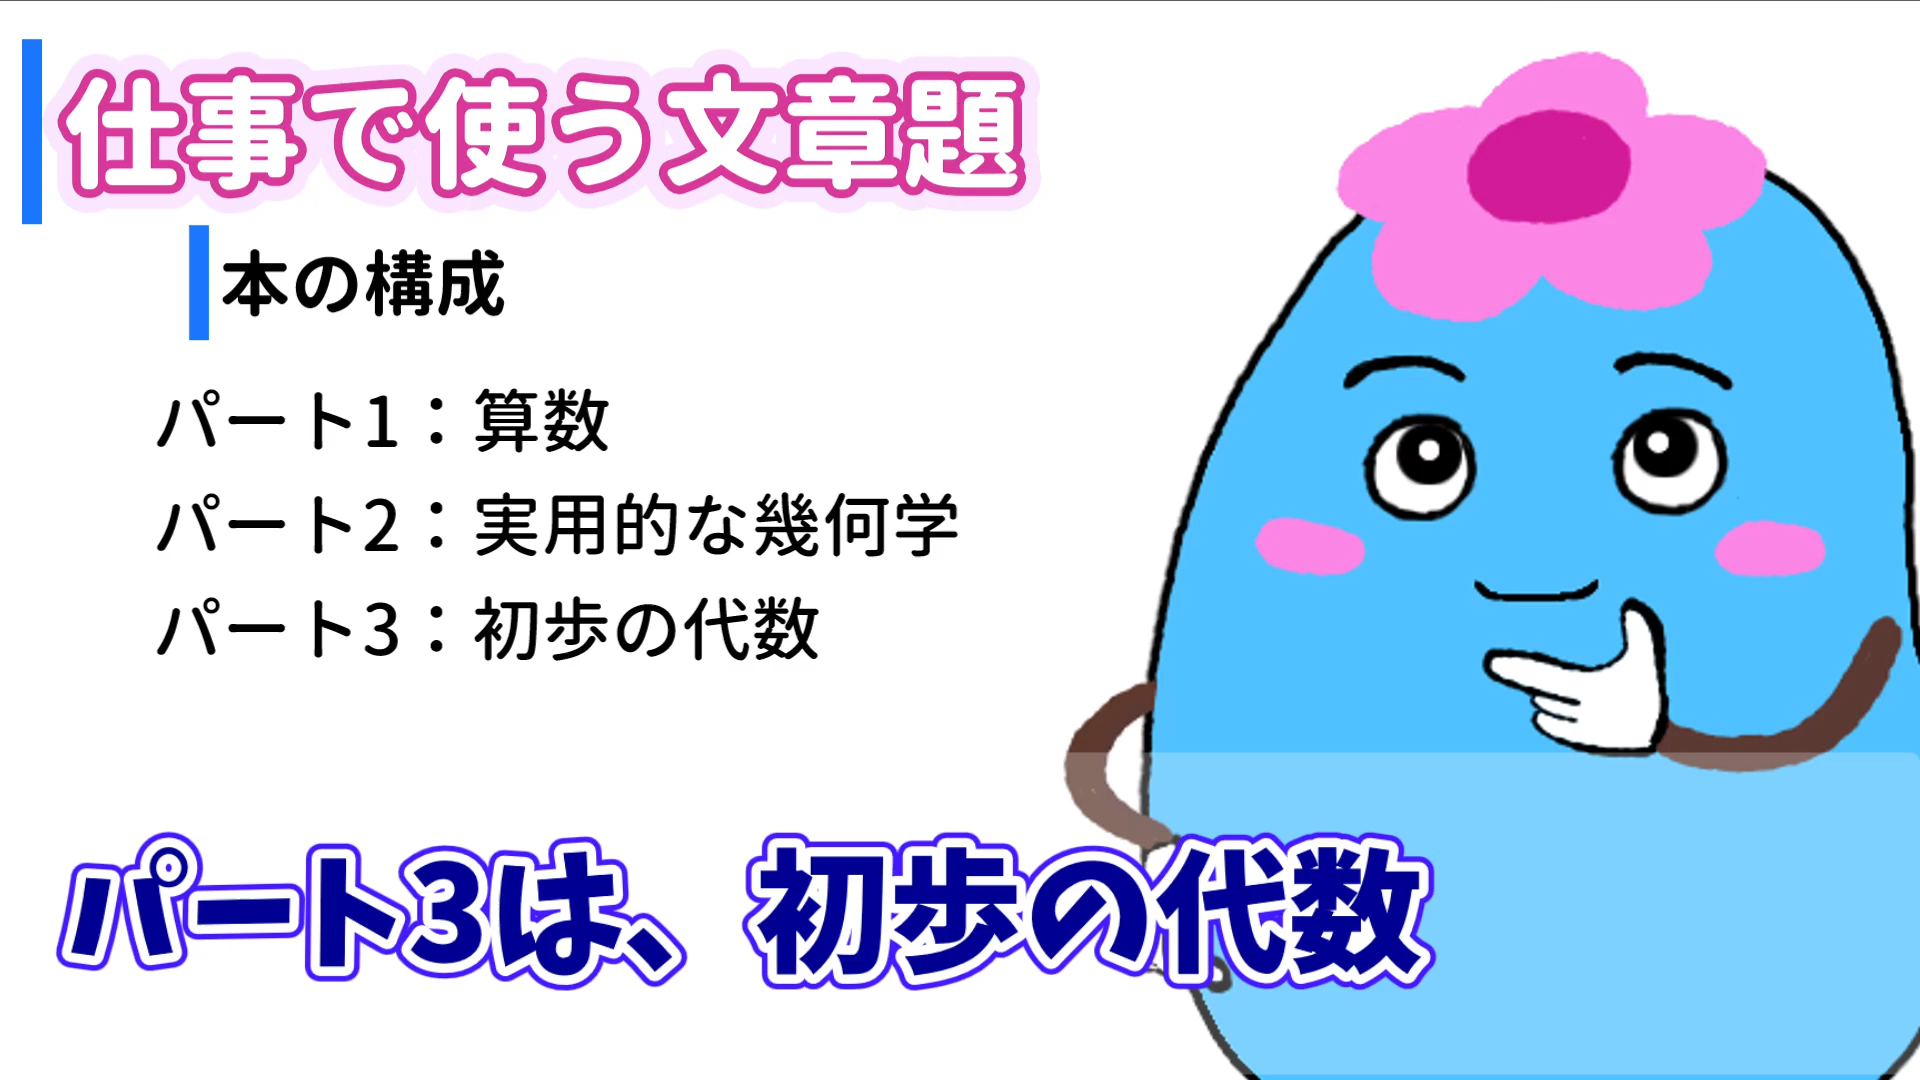 仕事で使う文章題
本の構成
パート1：算数
パート2：実用的な幾何学
パート3：初歩の代数
パート3は、初歩の代数